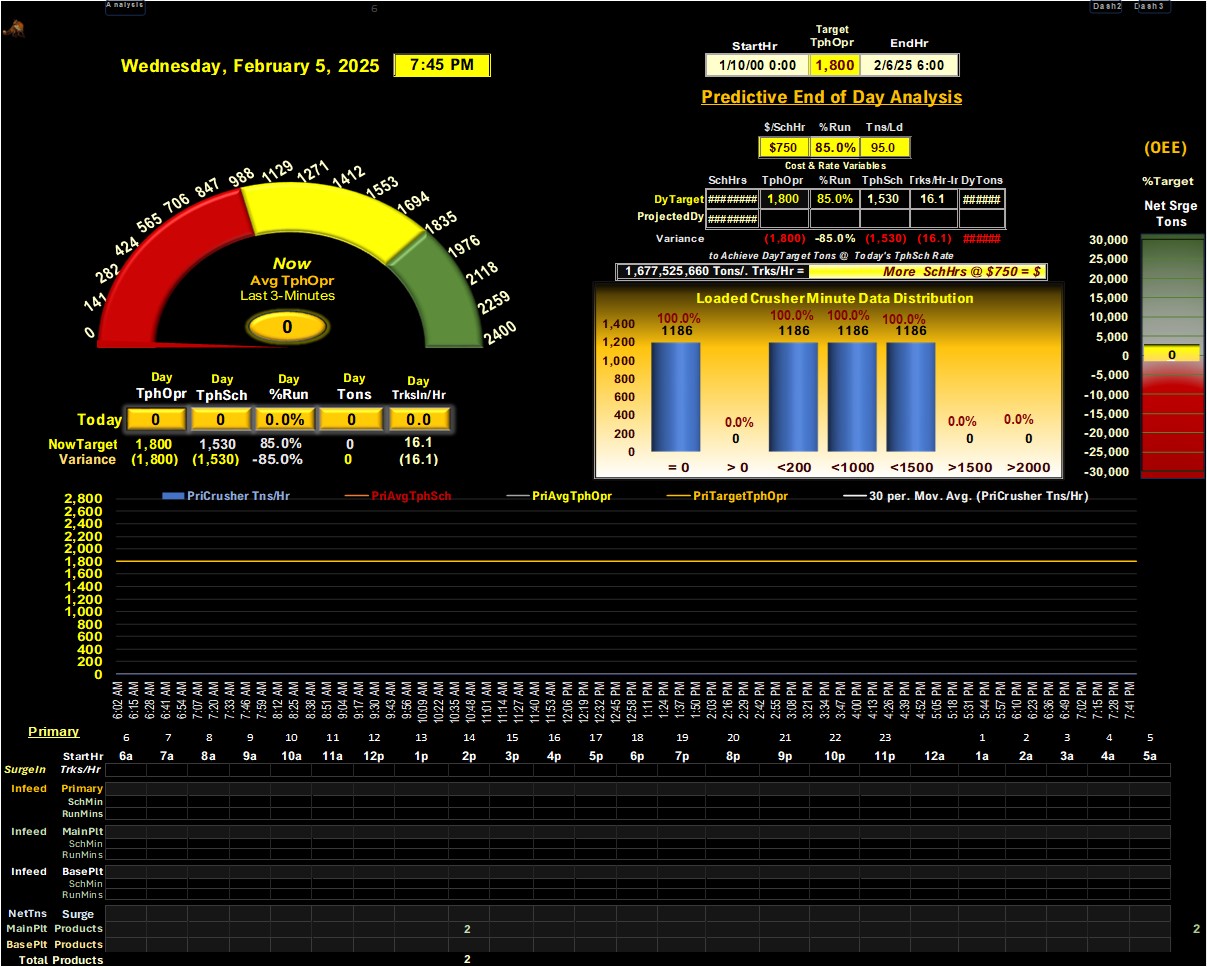 Analysis
6
Dash2 Dash3
Wednesday, February 5, 2025 7:45 PM
Target
StartHr TphOpr EndHr
1/10/00 0:00 1,800 2/6/25 6:00
Predictive End of Day Analysis
$/SchHr %Run Tns/Ld
$750 85.0% 95.0
Cost & Rate Variables
SchHrs TphOpr %Run TphSch Trks/Hr-Ir DyTons
DyTarget ######## 1,800 85.0% 1,530 16.1 ######
ProjectedDy ########
Variance (1,800) -85.0% (1,530) (16.1) ######
to Achieve DayTarget Tons @ Today's TphSch Rate
1,677,525,660 Tons/. Trks/Hr = More SchHrs @ $750 = $
(OEE)
%Target
Net Srge
Tons
30,000
25,000
20,000
15,000
10,000
5,000
0
-5,000
-10,000
-15,000
-20,000
-25,000
-30,000
0
0 141 282 424 565 706 847 988 1129 1271 1412 1553 1694 1835 1976 2118 2259 2400
Now
Avg TphOpr
Last 3-Minutes
0
Loaded Crusher Minute Data Distribution
1,400
1,200
1,000
800
600
400
200
0
100.0% 100.0% 100.0% 100.0%
1186 1186 1186 1186
0.0% 0.0% 0.0%
0 0 0
= 0 > 0 <200 <1000 <1500 >1500 >2000
Day Day Day Day Day
TphOpr TphSch %Run Tons TrksIn/Hr
Today 0 0 0.0% 0 0.0
NowTarget 1,800 1,530 85.0% 0 16.1
Variance (1,800) (1,530) -85.0% 0 (16.1)
PriCrusher Tns/Hr PriAvgTphSch PriAvgTphOpr PriTargetTphOpr 30 per. Mov. Avg. (PriCrusher Tns/Hr)
2,800
2,600
2,400
2,200
2,000
1,800
1,600
1,400
1,200
1,000
800
600
400
200
0
6:02 AM 6:15 AM 6:28 AM 6:41 AM 6:54 AM 7:07 AM 7:20 AM 7:33 AM 7:46 AM 7:59 AM 8:12 AM 8:25 AM 8:38 AM 8:51 AM 9:04 AM 9:17 AM 9:30 AM 9:43 AM 9:56 AM 10:09 AM 10:22 AM 10:35 AM 10:48 AM 11:01 AM 11:14 AM 11:27 AM 11:40 AM 11:53 AM 12:06 PM 12:19 PM 12:32 PM 12:45 PM 12:58 PM 1:11 PM 1:24 PM 1:37 PM 1:50 PM 2:03 PM 2:16 PM 2:29 PM 2:42 PM 2:55 PM 3:08 PM 3:21 PM 3:34 PM 3:47 PM 4:00 PM 4:13 PM 4:26 PM 4:39 PM 4:52 PM 5:05 PM 5:18 PM 5:31 PM 5:44 PM 5:57 PM 6:10 PM 6:23 PM 6:36 PM 6:49 PM 7:02 PM 7:15 PM 7:28 PM 7:41 PM
Primary
6 7 8 9 10 11 12 13 14 15 16 17 18 19 20 21 22 23 1 2 3 4 5
StartHr 6a 7a 8a 9a 10a 11a 12p 1p 2p 3p 4p 5p 6p 7p 8p 9p 10p 11p 12a 1a 2a 3a 4a 5a
SurgeIn Trks/Hr
Infeed Primary
SchMin
RunMins
Infeed MainPlt
SchMin
RunMins
Infeed BasePlt
SchMin
RunMins
NetTns Surge
MainPlt Products 2 2
BasePlt Products
Total Products 2